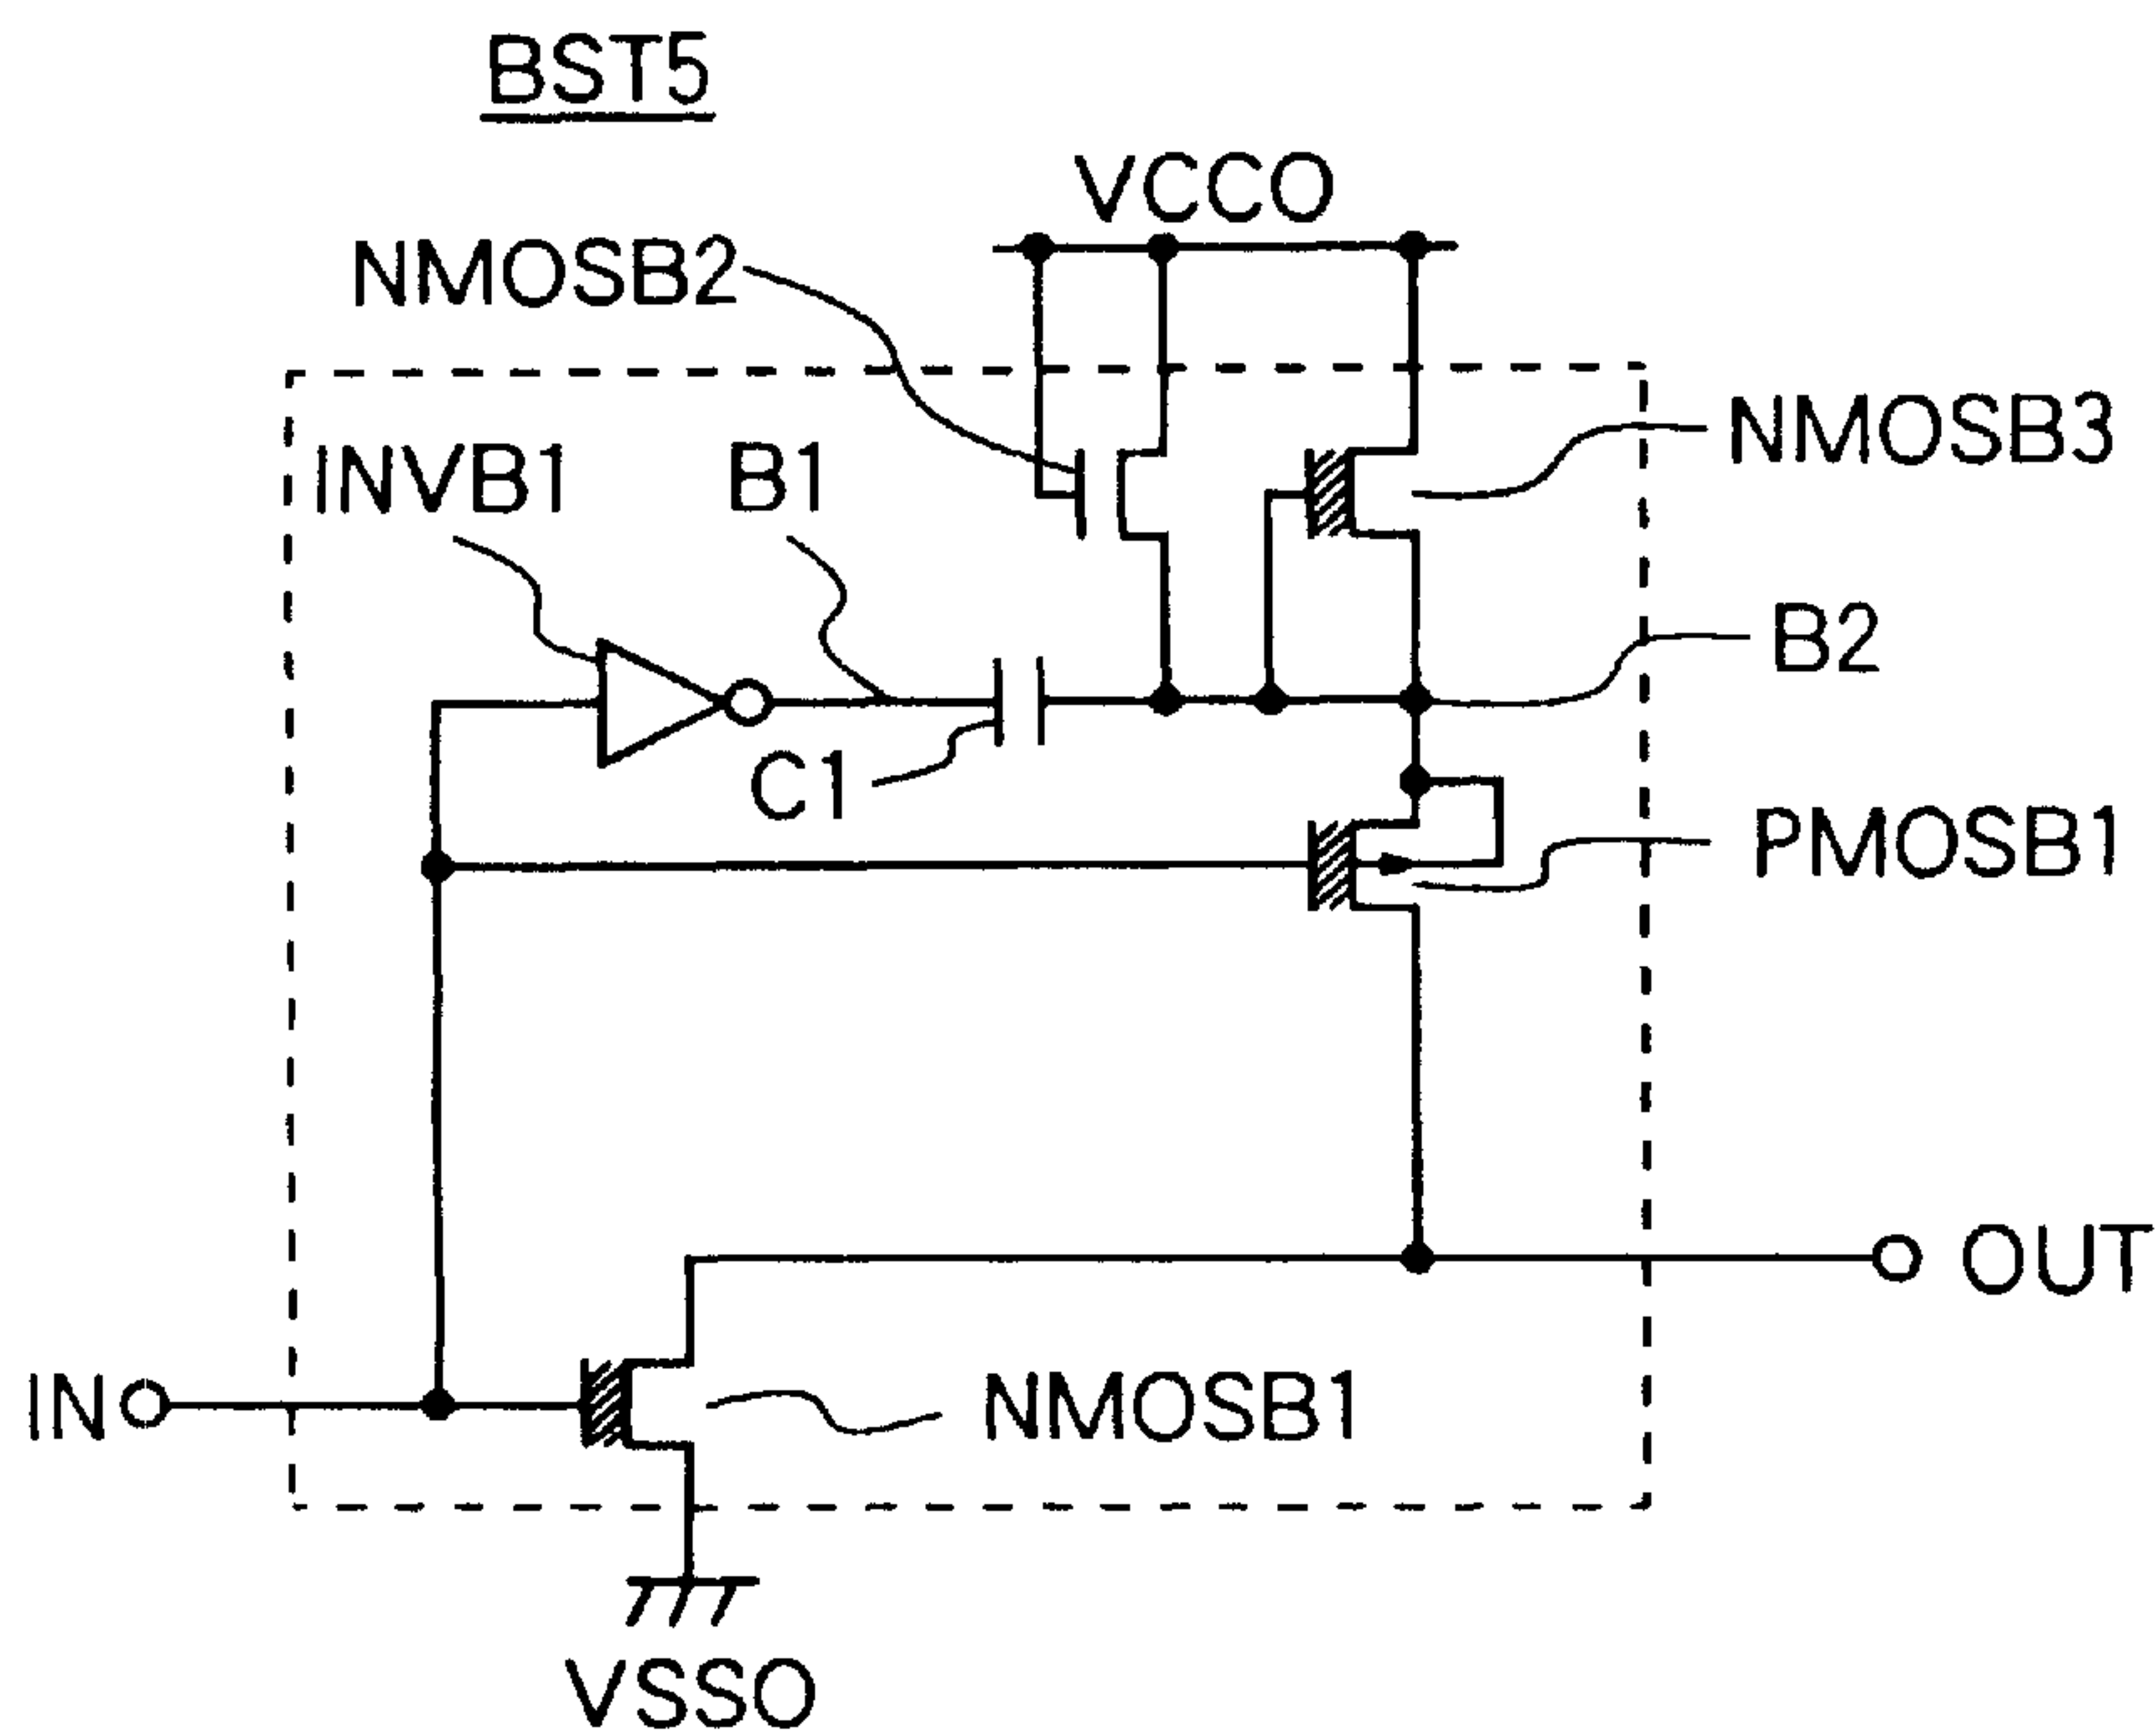 BST5
VCCO
NMOSB2
NMOSB3
INVB1
B1
B2
C1
PMOSB1
OUT
IN
NMOSB1
VSSO